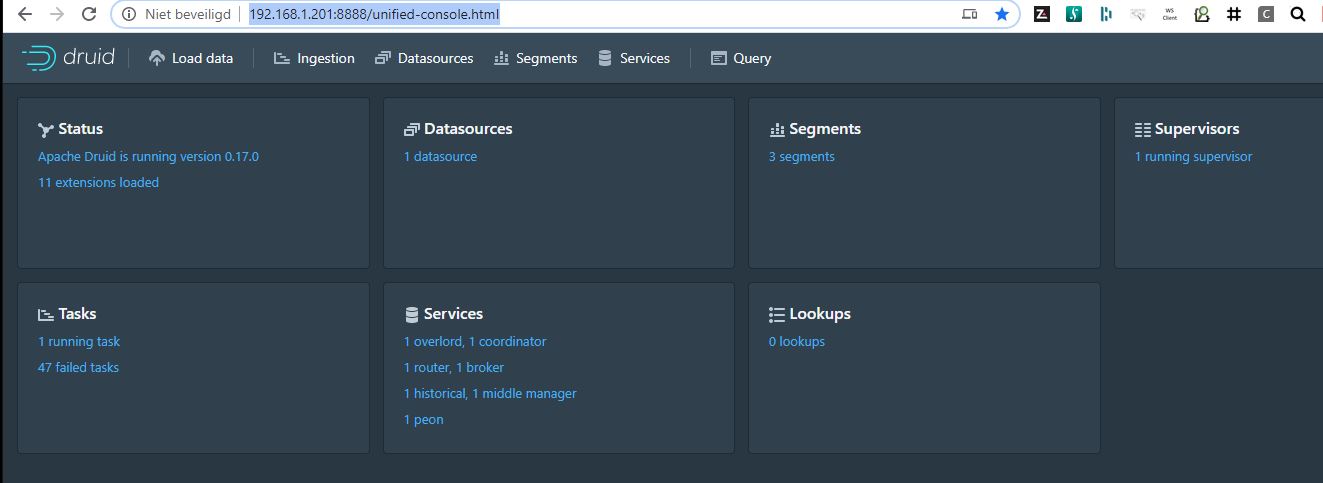 Niet beveiligd 192.168.1.201:8888/unified-console.html
WS
Client
C
druid Load data Ingestion Datasources Segments Services Query
Status
Apache Druid is running version 0.17.0
11 extensions loaded
Datasources
1 datasource
Segments
3 segments
Supervisors
1 running supervisor
Tasks
1 running task
47 failed tasks
Services
1 overlord, 1 coordinator
1 router, 1 broker
1 historical, 1 middle manager
1 peon
Lookups
0 lookups